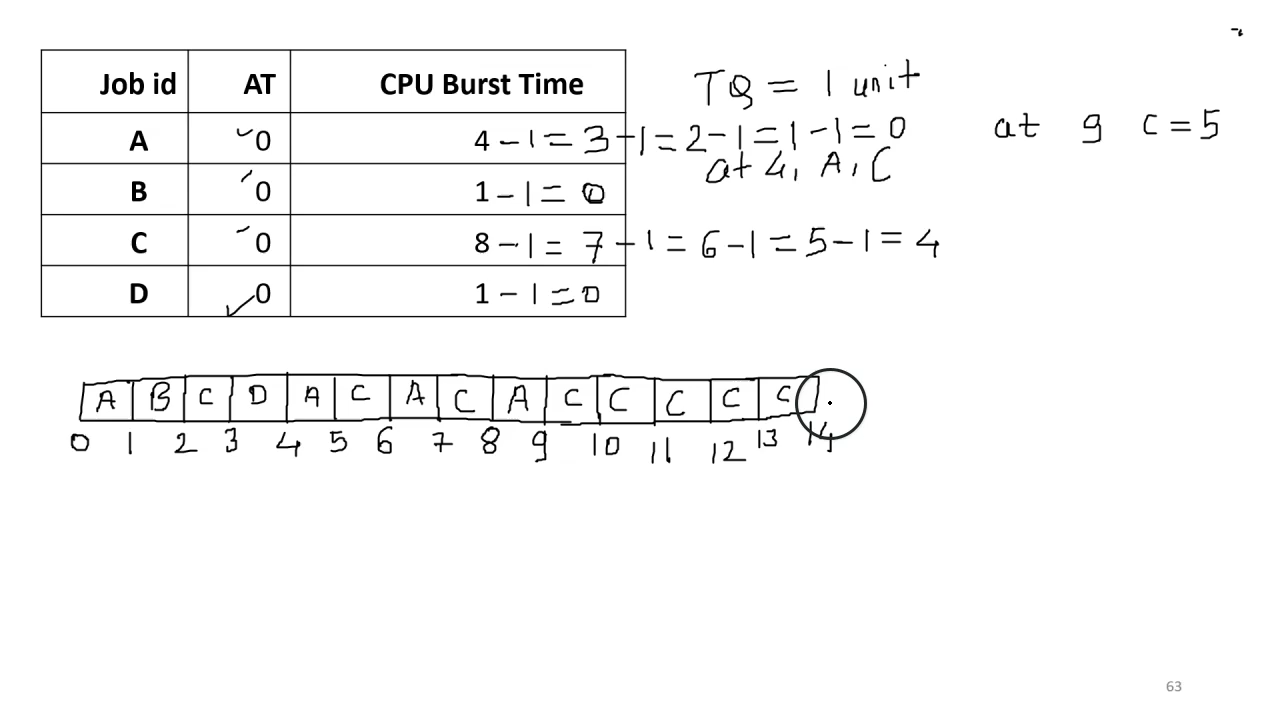 Job id AT CPU Burst Time
TQ = 1 unit
A 0 4 - 1 = 3 - 1 = 2 - 1 = 1 - 1 = 0
at 9 C = 5
at 4, A, C
B 0 1 - 1 = 0
C 0 8 - 1 = 7 - 1 = 6 - 1 = 5 - 1 = 4
D 0 1 - 1 = 0
A B C D A C A C A C C C C C
0 1 2 3 4 5 6 7 8 9 10 11 12 13 14
63